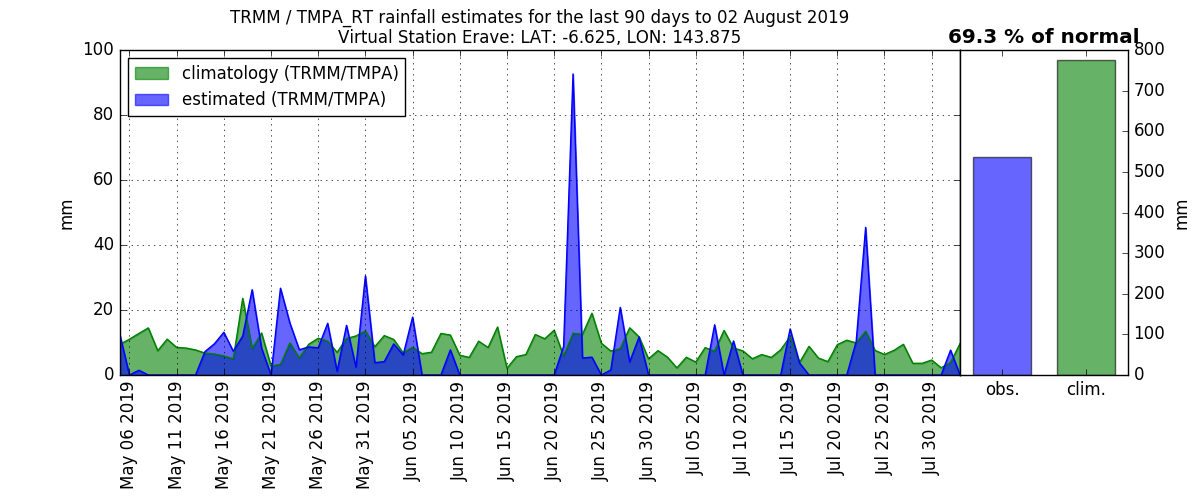 TRMM / TMPA_RT rainfall estimates for the last 90 days to 02 August 2019
Virtual Station Erave: LAT: -6.625, LON: 143.875
69.3 % of normal
climatology (TRMM/TMPA)
estimated (TRMM/TMPA)
100
80
60
40
20
0
mm
May 06 2019
May 11 2019
May 16 2019
May 21 2019
May 26 2019
May 31 2019
Jun 05 2019
Jun 10 2019
Jun 15 2019
Jun 20 2019
Jun 25 2019
Jun 30 2019
Jul 05 2019
Jul 10 2019
Jul 15 2019
Jul 20 2019
Jul 25 2019
Jul 30 2019
obs.
clim.
800
700
600
500
400
300
200
100
0
mm